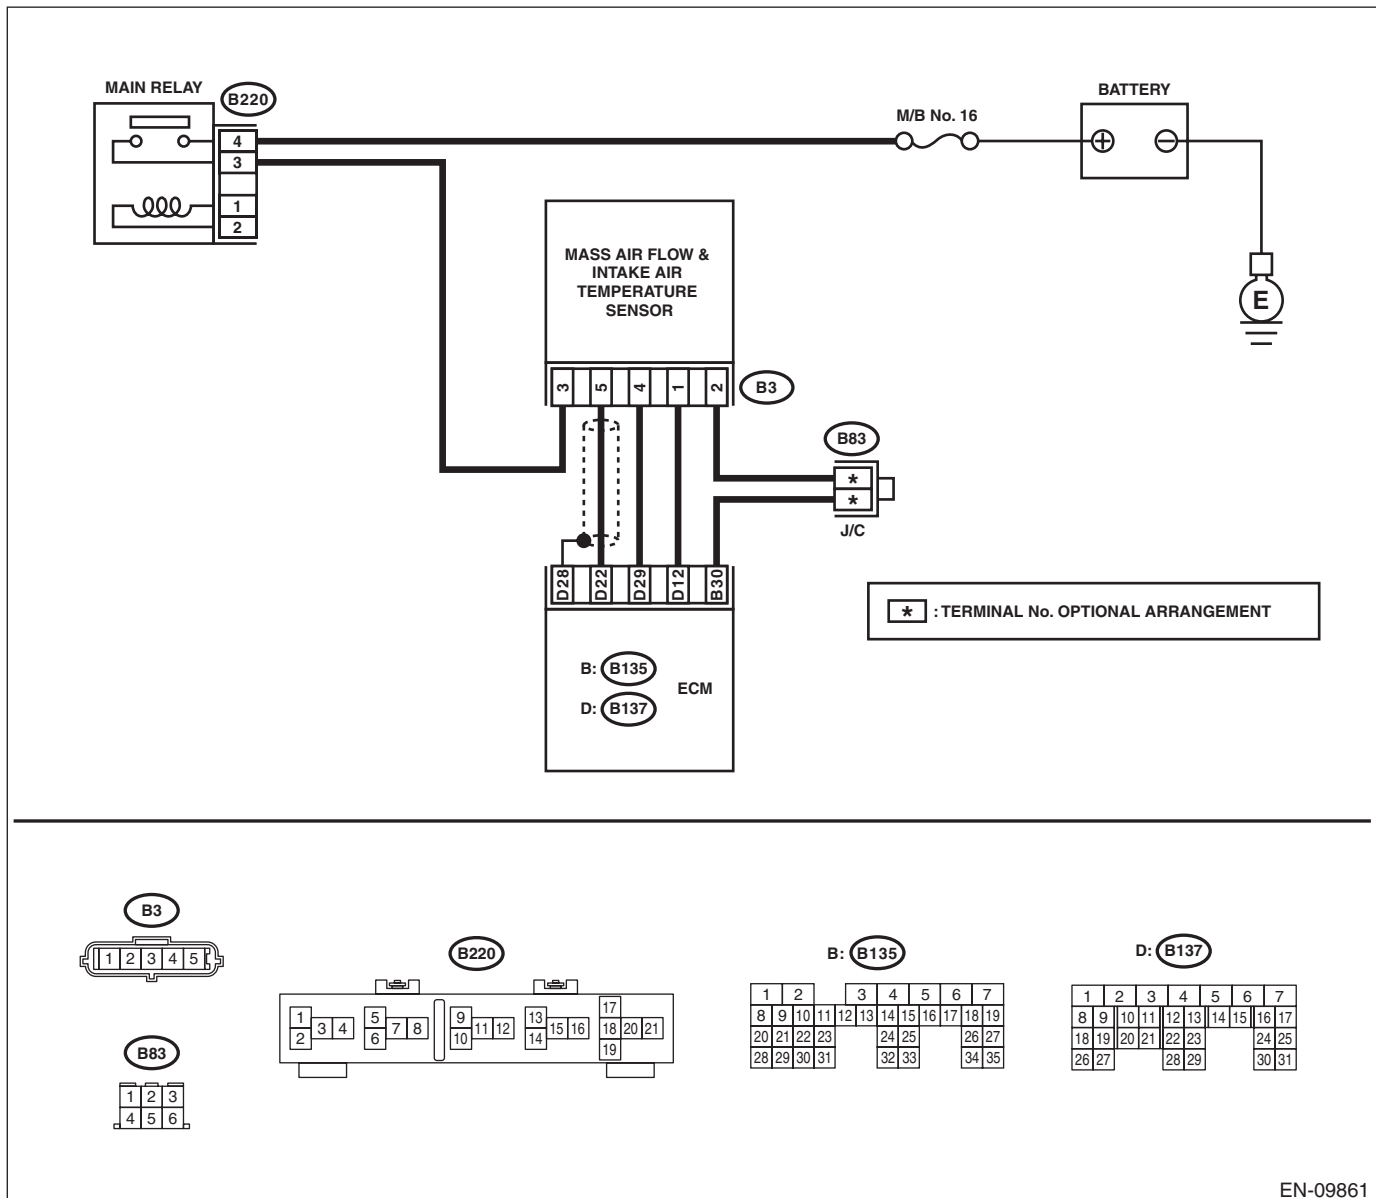 MAIN RELAY
B220
4
3
1
2
M/B No. 16
BATTERY
+
−
E
MASS AIR FLOW &
INTAKE AIR
TEMPERATURE
SENSOR
3 5 4 1 2
B3
B83
*
*
J/C
D28 D22 D29 D12 B30
B: B135
D: B137
ECM
* : TERMINAL No. OPTIONAL ARRANGEMENT
B3
1 2 3 4 5
B83
1 2 3
4 5 6
B220
1 2 3 4 5 6 7 8 9 10 11 12 13 14 15 16 17 18 19 20 21
B: B135
1 2 3 4 5 6 7
8 9 10 11 12 13 14 15 16 17 18 19
20 21 22 23 24 25 26 27
28 29 30 31 32 33 34 35
D: B137
1 2 3 4 5 6 7
8 9 10 11 12 13 14 15 16 17
18 19 20 21 22 23 24 25
26 27 28 29 30 31
EN-09861